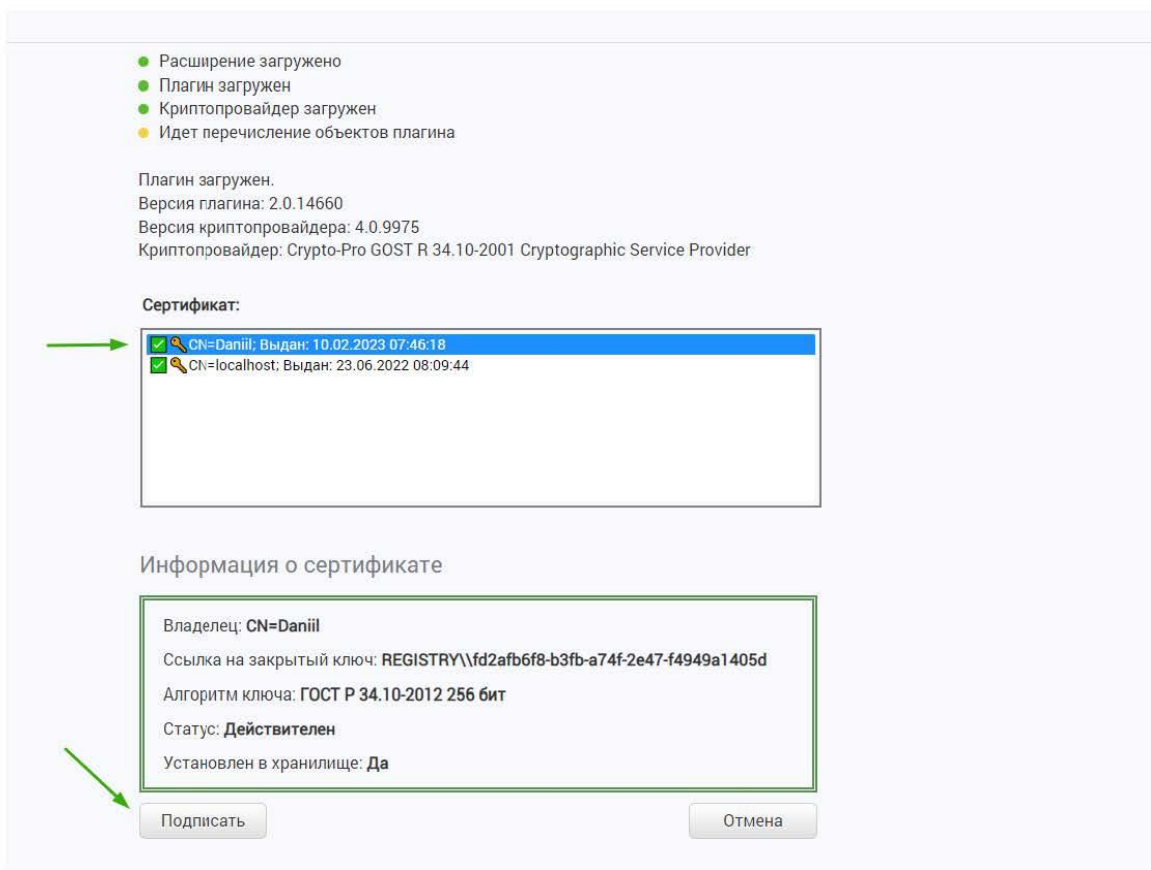 Расширение загружено
Плагин загружен
Криптопровайдер загружен
Идет перечисление объектов плагина
Плагин загружен.
Версия плагина: 2.0.14660
Версия криптопровайдера: 4.0.9975
Криптопровайдер: Crypto-Pro GOST R 34.10-2001 Cryptographic Service Provider
Сертификат:
CN=Daniil; Выдан: 10.02.2023 07:46:18
CN=localhost; Выдан: 23.06.2022 08:09:44
Информация о сертификате
Владелец: CN=Daniil
Ссылка на закрытый ключ: REGISTRY\\fd2afb6f8-b3fb-a74f-2e47-f4949a1405d
Алгоритм ключа: ГОСТ Р 34.10-2012 256 бит
Статус: Действителен
Установлен в хранилище: Да
Подписать Отмена